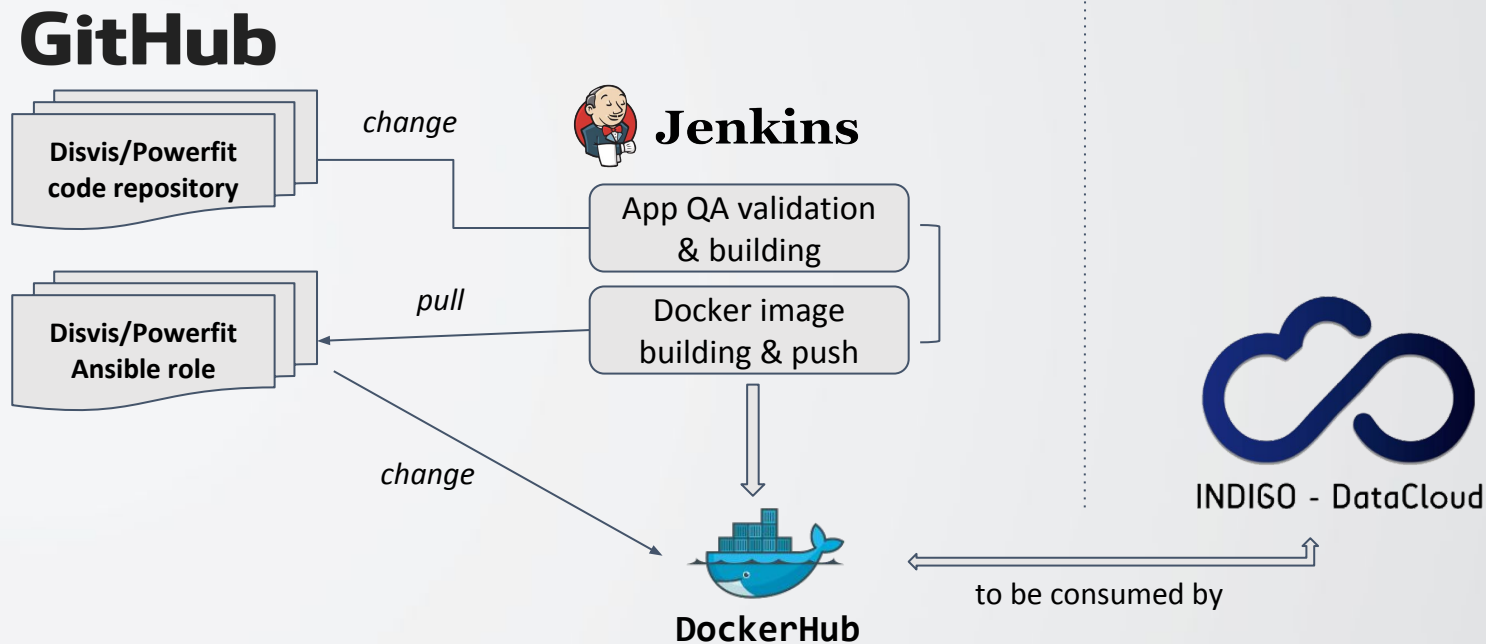 GitHub
Disvis/Powerfit
code repository
change
Jenkins
App QA validation
& building
Disvis/Powerfit
Ansible role
pull
Docker image
building & push
change
DockerHub
to be consumed by
INDIGO - DataCloud